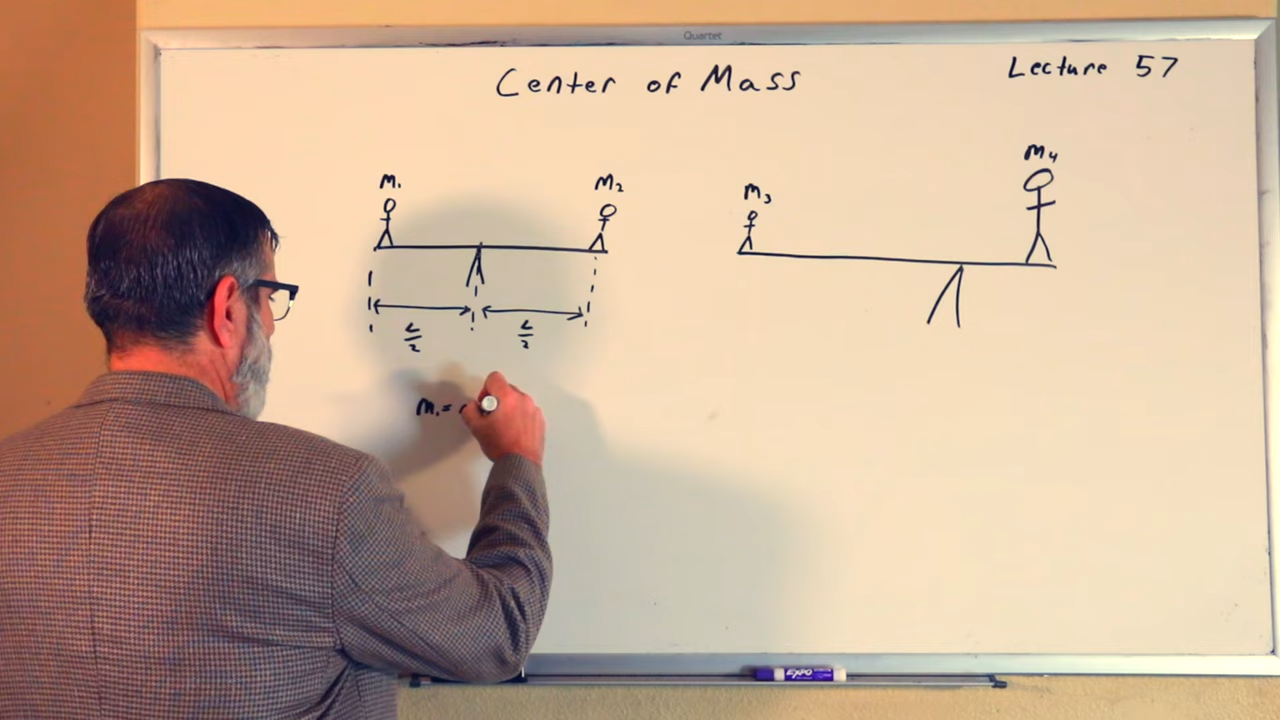 Quartet
Center of Mass
Lecture 57
M₁
M₂
M₃
M₄
L/2
L/2
M₁ =
EXPO